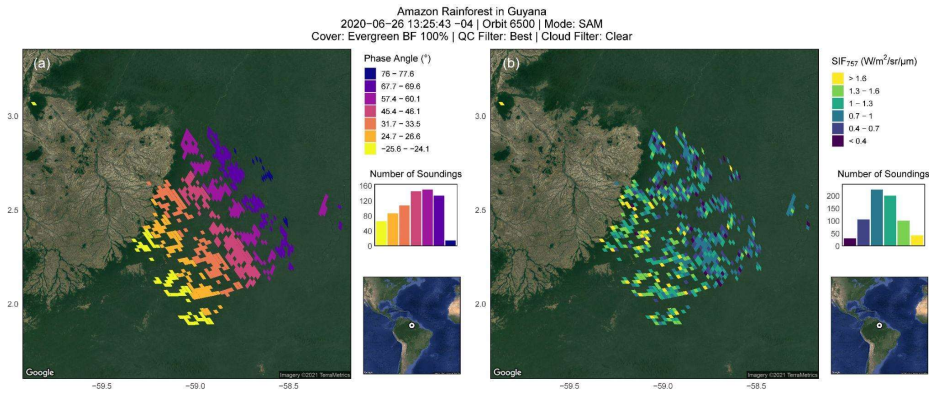 Amazon Rainforest in Guyana
2020-06-26 13:25:43 -04 | Orbit 6500 | Mode: SAM
Cover: Evergreen BF 100% | QC Filter: Best | Cloud Filter: Clear
(a)
3.0
2.5
2.0
−59.5
−59.0
−58.5
Google
Imagery ©2021 TerraMetrics
Phase Angle (°)
76 − 77.6
67.7 − 69.6
57.4 − 60.1
45.4 − 46.1
31.7 − 33.5
24.7 − 26.6
−25.6 − −24.1
Number of Soundings
160
120
80
40
0
(b)
3.0
2.5
2.0
−59.5
−59.0
−58.5
Google
Imagery ©2021 TerraMetrics
SIF757 (W/m²/sr/μm)
> 1.6
1.3 − 1.6
1 − 1.3
0.7 − 1
0.4 − 0.7
< 0.4
Number of Soundings
200
150
100
50
0